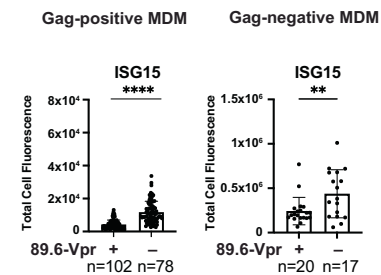 Gag-positive MDM
Gag-negative MDM
ISG15
****
Total Cell Fluorescence
8x10⁴
6x10⁴
4x10⁴
2x10⁴
0
89.6-Vpr + –
n=102 n=78
ISG15
**
Total Cell Fluorescence
1.5x10⁶
1x10⁶
0.5x10⁶
0
89.6-Vpr + –
n=20 n=17